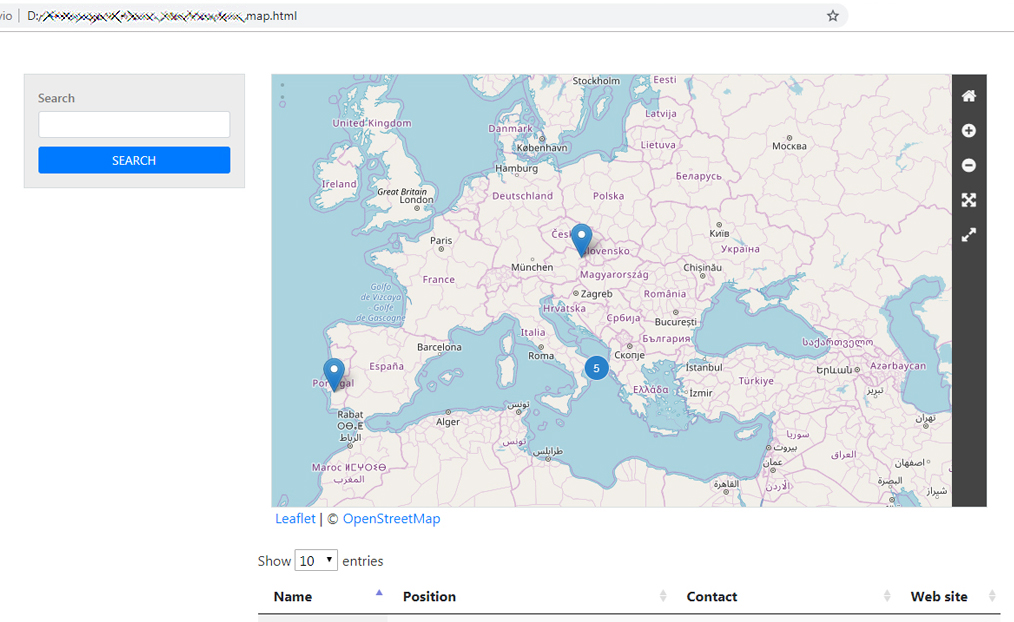 vio | D:/ map.html
Search
SEARCH
Stockholm
Eesti
Latvija
United Kingdom
Danmark
København
Lietuva
Москва
Hamburg
Беларусь
Ireland
Great Britain
London
Deutschland
Polska
Paris
Česk
Slovensko
Київ
Україна
München
Magyarország
Chișinău
France
Golfo
de Vizcaya
Golfe
de Gascogne
Zagreb
România
Hrvatska
Србија
București
Italia
България
Barcelona
Roma
Скопје
საქართველო
España
5
Istanbul
Երևան
Azərbaycan
Portugal
Ελλάδα
Izmir
Türkiye
تبریز
Rabat
ⵔⴱⴰⵟ
الرباط
Alger
تونس
تونس
تهران
سوريا
طرابلس
بيروت
العراق
اصفهان
Maroc ⵍⵎⵖⵔⵉⴱ
المغرب
عمان
القاهرة
الأردن
البصرة
شیراز
Leaflet | © OpenStreetMap
Show 10 entries
Name Position Contact Web site